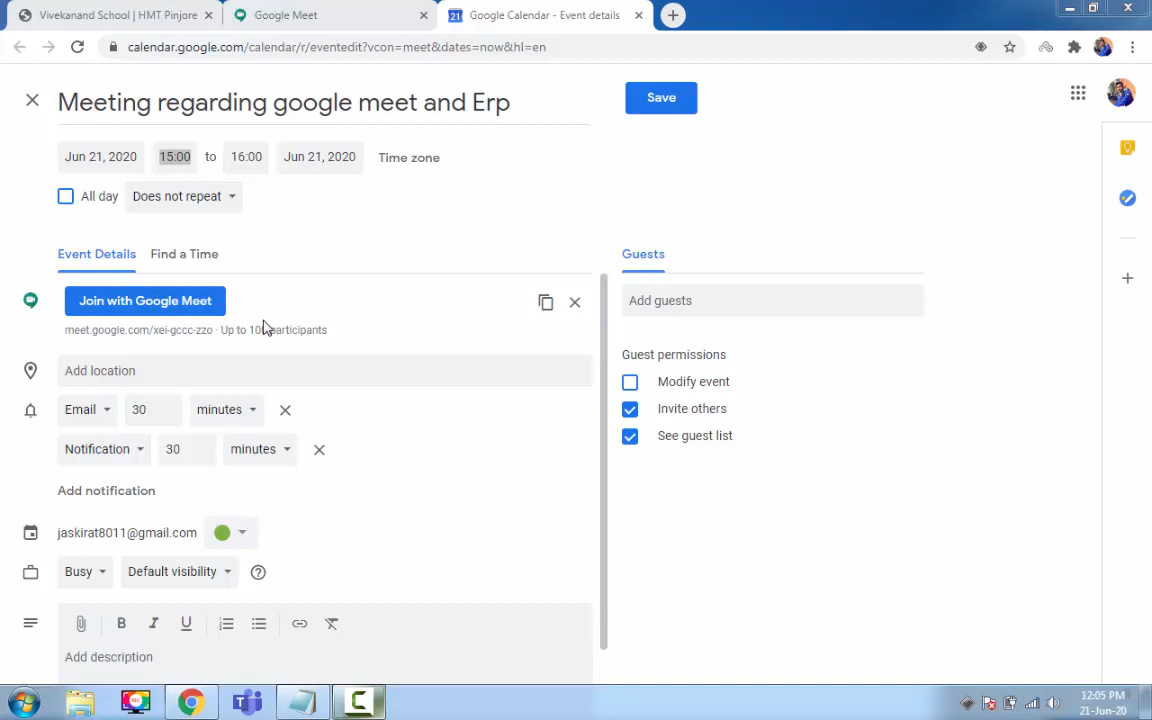 Vivekanand School | HMT Pinjore
Google Meet
Google Calendar - Event details
calendar.google.com/calendar/r/eventedit?vcon=meet&dates=now&hl=en
Meeting regarding google meet and Erp
Save
Jun 21, 2020 15:00 to 16:00 Jun 21, 2020 Time zone
All day Does not repeat
Event Details Find a Time
Guests
Join with Google Meet
Add guests
meet.google.com/xei-gccc-zzo · Up to participants
Guest permissions
Add location
Modify event
Email 30 minutes
Invite others
See guest list
Notification 30 minutes
Add notification
jaskirat8011@gmail.com
Busy Default visibility
B I U
Add description
12:05 PM
21-Jun-20